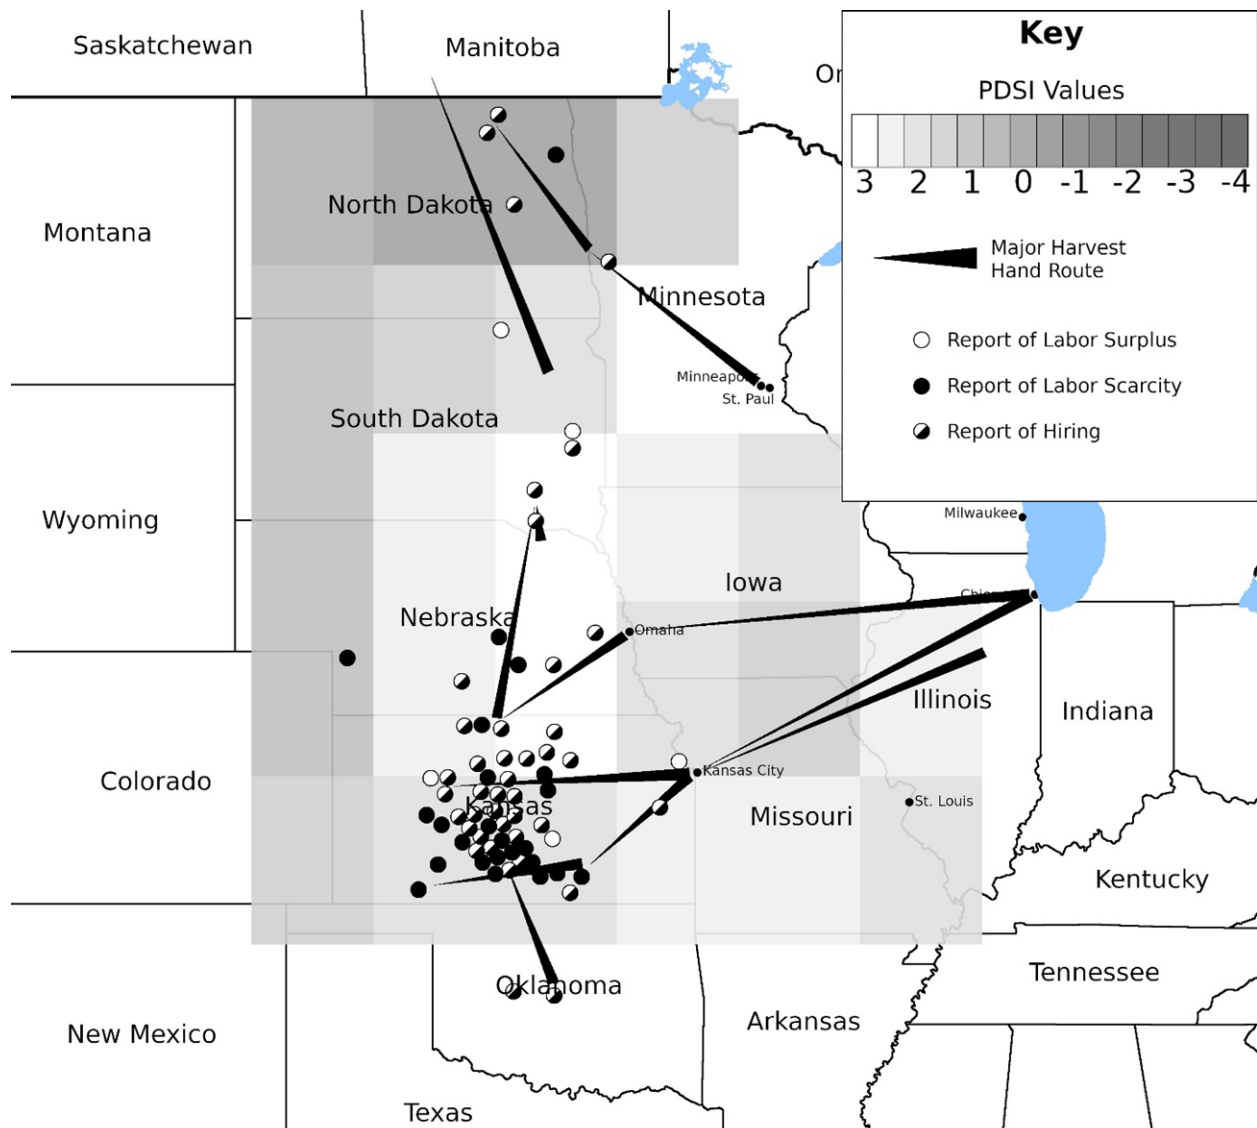 Saskatchewan
Manitoba
Key
PDSI Values
3 2 1 0 -1 -2 -3 -4
Major Harvest
Hand Route
Report of Labor Surplus
Report of Labor Scarcity
Report of Hiring
Montana
North Dakota
Minnesota
St. Paul
South Dakota
Wyoming
Milwaukee
Iowa
Nebraska
Omaha
Illinois
Indiana
Colorado
Kansas City
Kansas
Missouri
St. Louis
Kentucky
Oklahoma
Tennessee
New Mexico
Arkansas
Texas